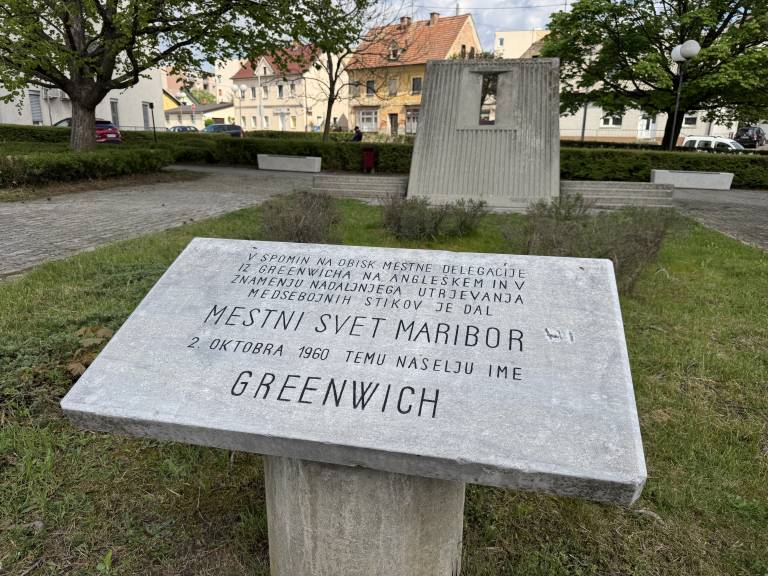 V SPOMIN NA OBISK MESTNE DELEGACIJE
IZ GREENWICHA NA ANGLEŠKEM IN V
ZNAMENJU NADALJNJEGA UTRJEVANJA
MEDSEBOJNIH STIKOV JE DAL
MESTNI SVET MARIBOR
2. OKTOBRA 1960 TEMU NASELJU IME
GREENWICH